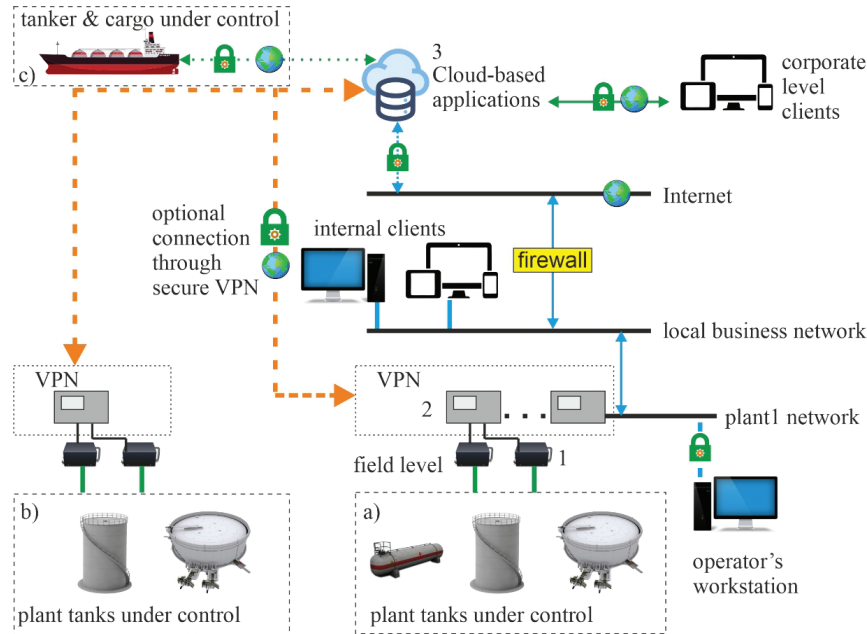 tanker & cargo under control
c)
3
Cloud-based
applications
corporate
level
clients
Internet
optional
connection
through
secure VPN
internal clients
firewall
local business network
VPN
VPN
2
plant1 network
field level
1
b)
a)
plant tanks under control
plant tanks under control
operator’s
workstation